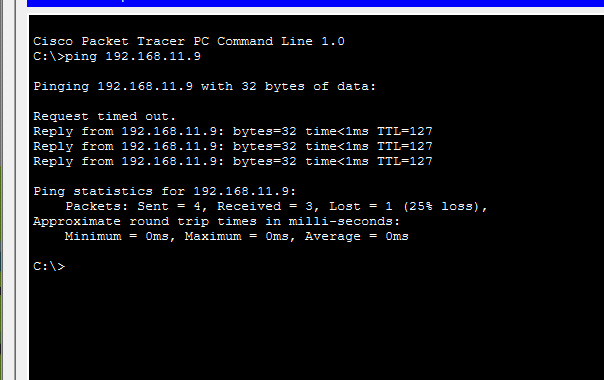 Cisco Packet Tracer PC Command Line 1.0
C:\>ping 192.168.11.9
Pinging 192.168.11.9 with 32 bytes of data:
Request timed out.
Reply from 192.168.11.9: bytes=32 time<1ms TTL=127
Reply from 192.168.11.9: bytes=32 time<1ms TTL=127
Reply from 192.168.11.9: bytes=32 time<1ms TTL=127
Ping statistics for 192.168.11.9:
Packets: Sent = 4, Received = 3, Lost = 1 (25% loss),
Approximate round trip times in milli-seconds:
Minimum = 0ms, Maximum = 0ms, Average = 0ms
C:\>